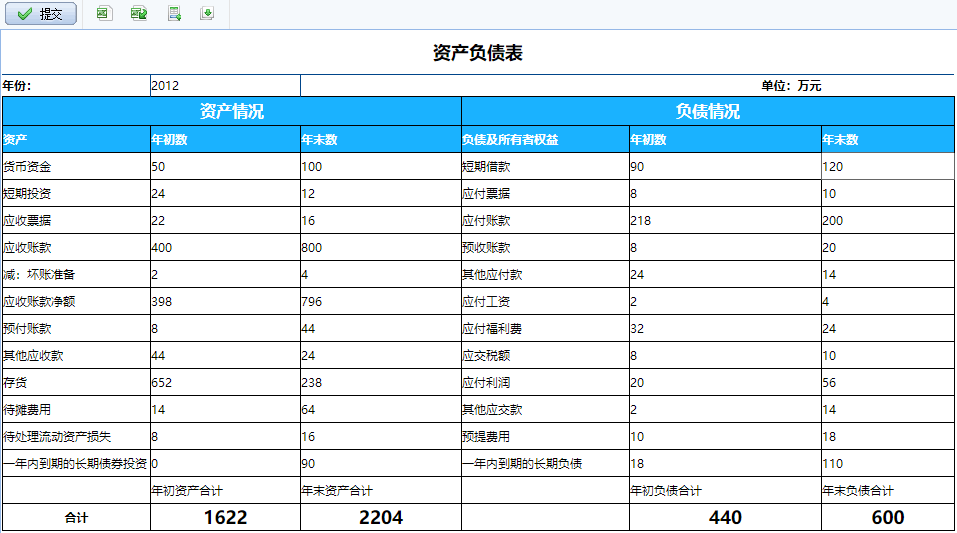 提交
资产负债表
年份: 2012 单位: 万元
资产情况 负债情况
资产 年初数 年末数 负债及所有者权益 年初数 年末数
货币资金 50 100 短期借款 90 120
短期投资 24 12 应付票据 8 10
应收票据 22 16 应付账款 218 200
应收账款 400 800 预收账款 8 20
减: 坏账准备 2 4 其他应付款 24 14
应收账款净额 398 796 应付工资 2 4
预付账款 8 44 应付福利费 32 24
其他应收款 44 24 应交税额 8 10
存货 652 238 应付利润 20 56
待摊费用 14 64 其他应交款 2 14
待处理流动资产损失 8 16 预提费用 10 18
一年内到期的长期债券投资 0 90 一年内到期的长期负债 18 110
年初资产合计 年末资产合计 年初负债合计 年末负债合计
合计 1622 2204 440 600